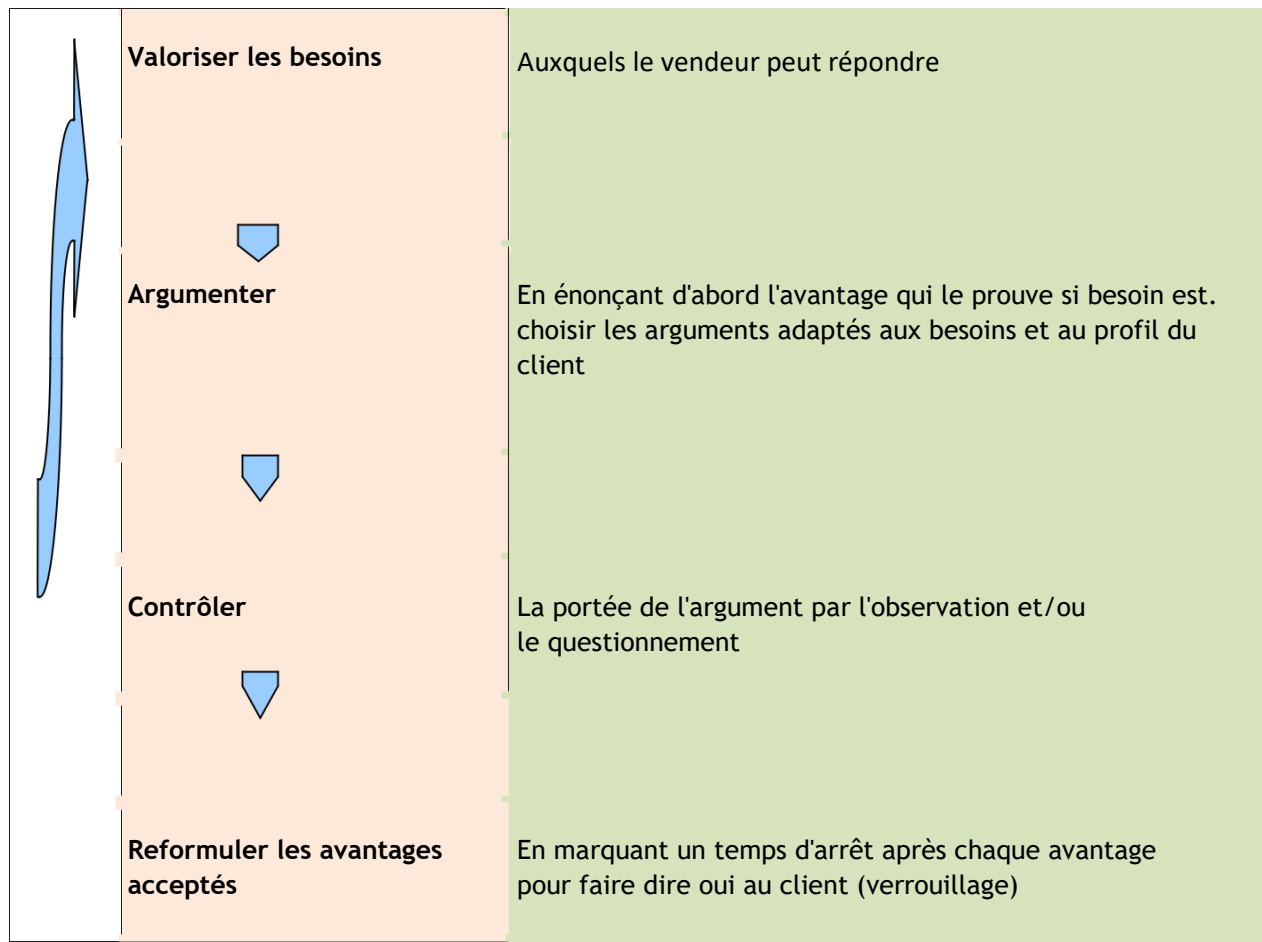 Valoriser les besoins
Auxquels le vendeur peut répondre
Argumenter
En énonçant d'abord l'avantage qui le prouve si besoin est.
choisir les arguments adaptés aux besoins et au profil du
client
Contrôler
La portée de l'argument par l'observation et/ou
le questionnement
Reformuler les avantages
acceptés
En marquant un temps d'arrêt après chaque avantage
pour faire dire oui au client (verrouillage)